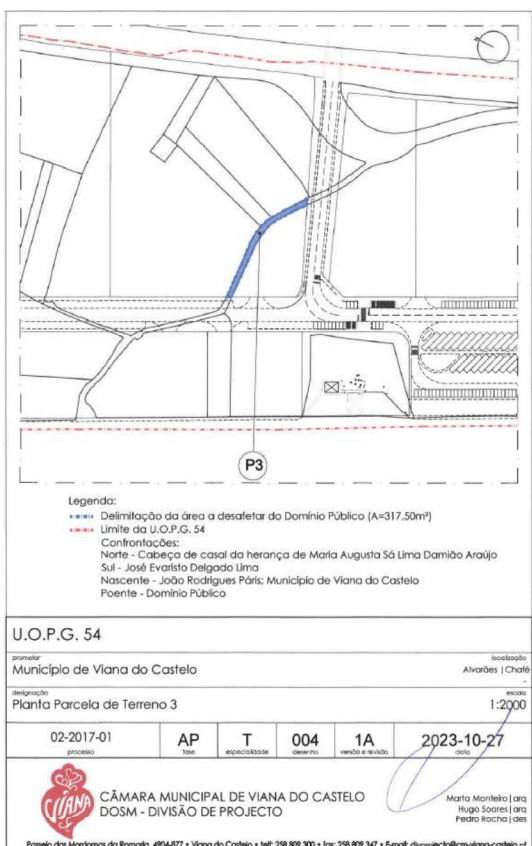 P3
Legenda:
Delimitação da área a desafetar do Domínio Público (A=317,50m²)
Limite da U.O.P.G. 54
Confrontações:
Norte - Cabeça de casal da herança de Maria Augusta Sá Lima Damião Araújo
Sul - José Evaristo Delgado Lima
Nascente - João Rodrigues Páris; Município de Viana do Castelo
Poente - Domínio Público
U.O.P.G. 54
promotor
Município de Viana do Castelo
localização
Alvarães | Chafé
-
designação
Planta Parcela de Terreno 3
escala
1:2000
02-2017-01
processo
AP
fase
T
especialidade
004
desenho
1A
versão e revisão
2023-10-27
data
VIANA
CÂMARA MUNICIPAL DE VIANA DO CASTELO
DOSM - DIVISÃO DE PROJECTO
Marta Monteiro | arq
Hugo Soares | arq
Pedro Rocha | des
Passeio das Mordomas da Romaria, 4904-877 • Viana do Castelo • telf: 258 809 300 • fax: 258 809 347 • E-mail: divprojecto@cm-viana-castelo.pt